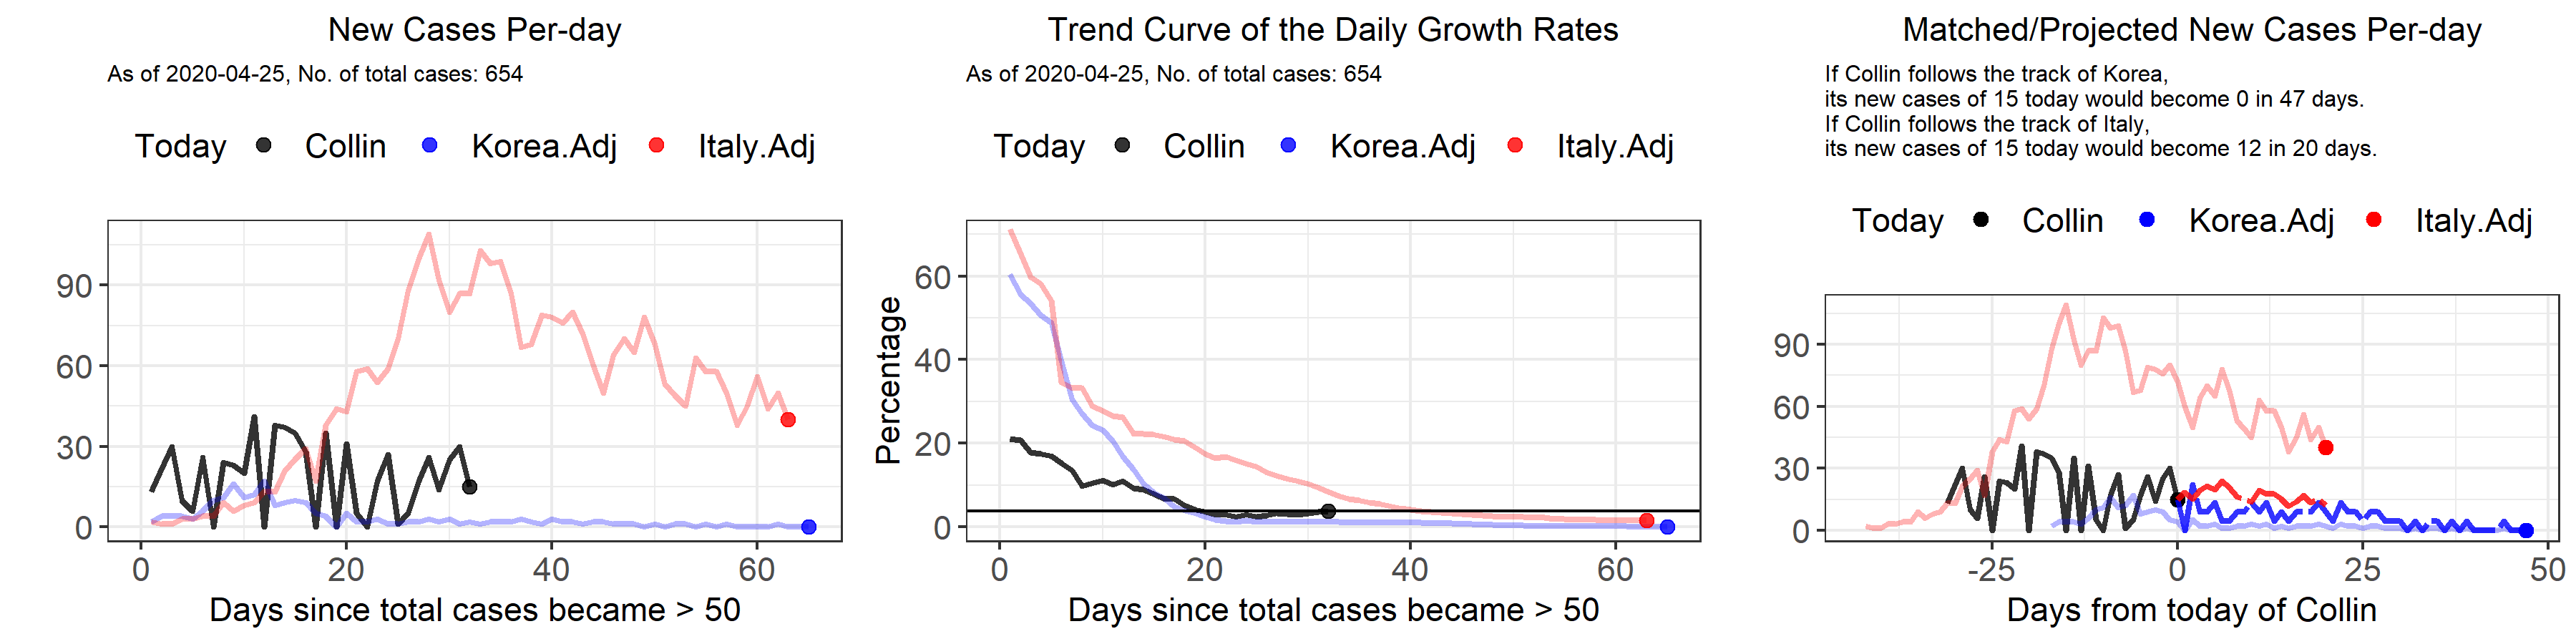 New Cases Per-day
As of 2020-04-25, No. of total cases: 654
Today Collin Korea.Adj Italy.Adj
90
60
30
0
0 20 40 60
Days since total cases became > 50
Trend Curve of the Daily Growth Rates
As of 2020-04-25, No. of total cases: 654
Today Collin Korea.Adj Italy.Adj
Percentage
60
40
20
0
0 20 40 60
Days since total cases became > 50
Matched/Projected New Cases Per-day
If Collin follows the track of Korea,
its new cases of 15 today would become 0 in 47 days.
If Collin follows the track of Italy,
its new cases of 15 today would become 12 in 20 days.
Today Collin Korea.Adj Italy.Adj
90
60
30
0
-25 0 25 50
Days from today of Collin